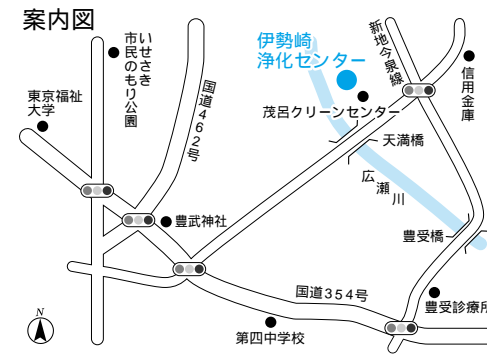 案内図
いせさき
市民のもり公園
東京福祉
大学
国道462号
伊勢崎
浄化センター
茂呂クリーンセンター
新地今泉線
信用金庫
天満橋
広瀬川
豊武神社
豊受橋
国道354号
豊受診療所
第四中学校
N